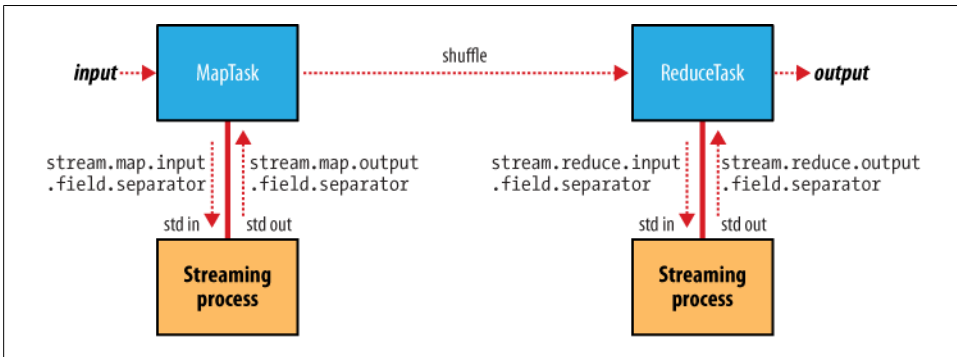 shuffle
input
MapTask
ReduceTask
output
stream.map.input
.field.separator
stream.map.output
.field.separator
stream.reduce.input
.field.separator
stream.reduce.output
.field.separator
std in
std out
std in
std out
Streaming
process
Streaming
process